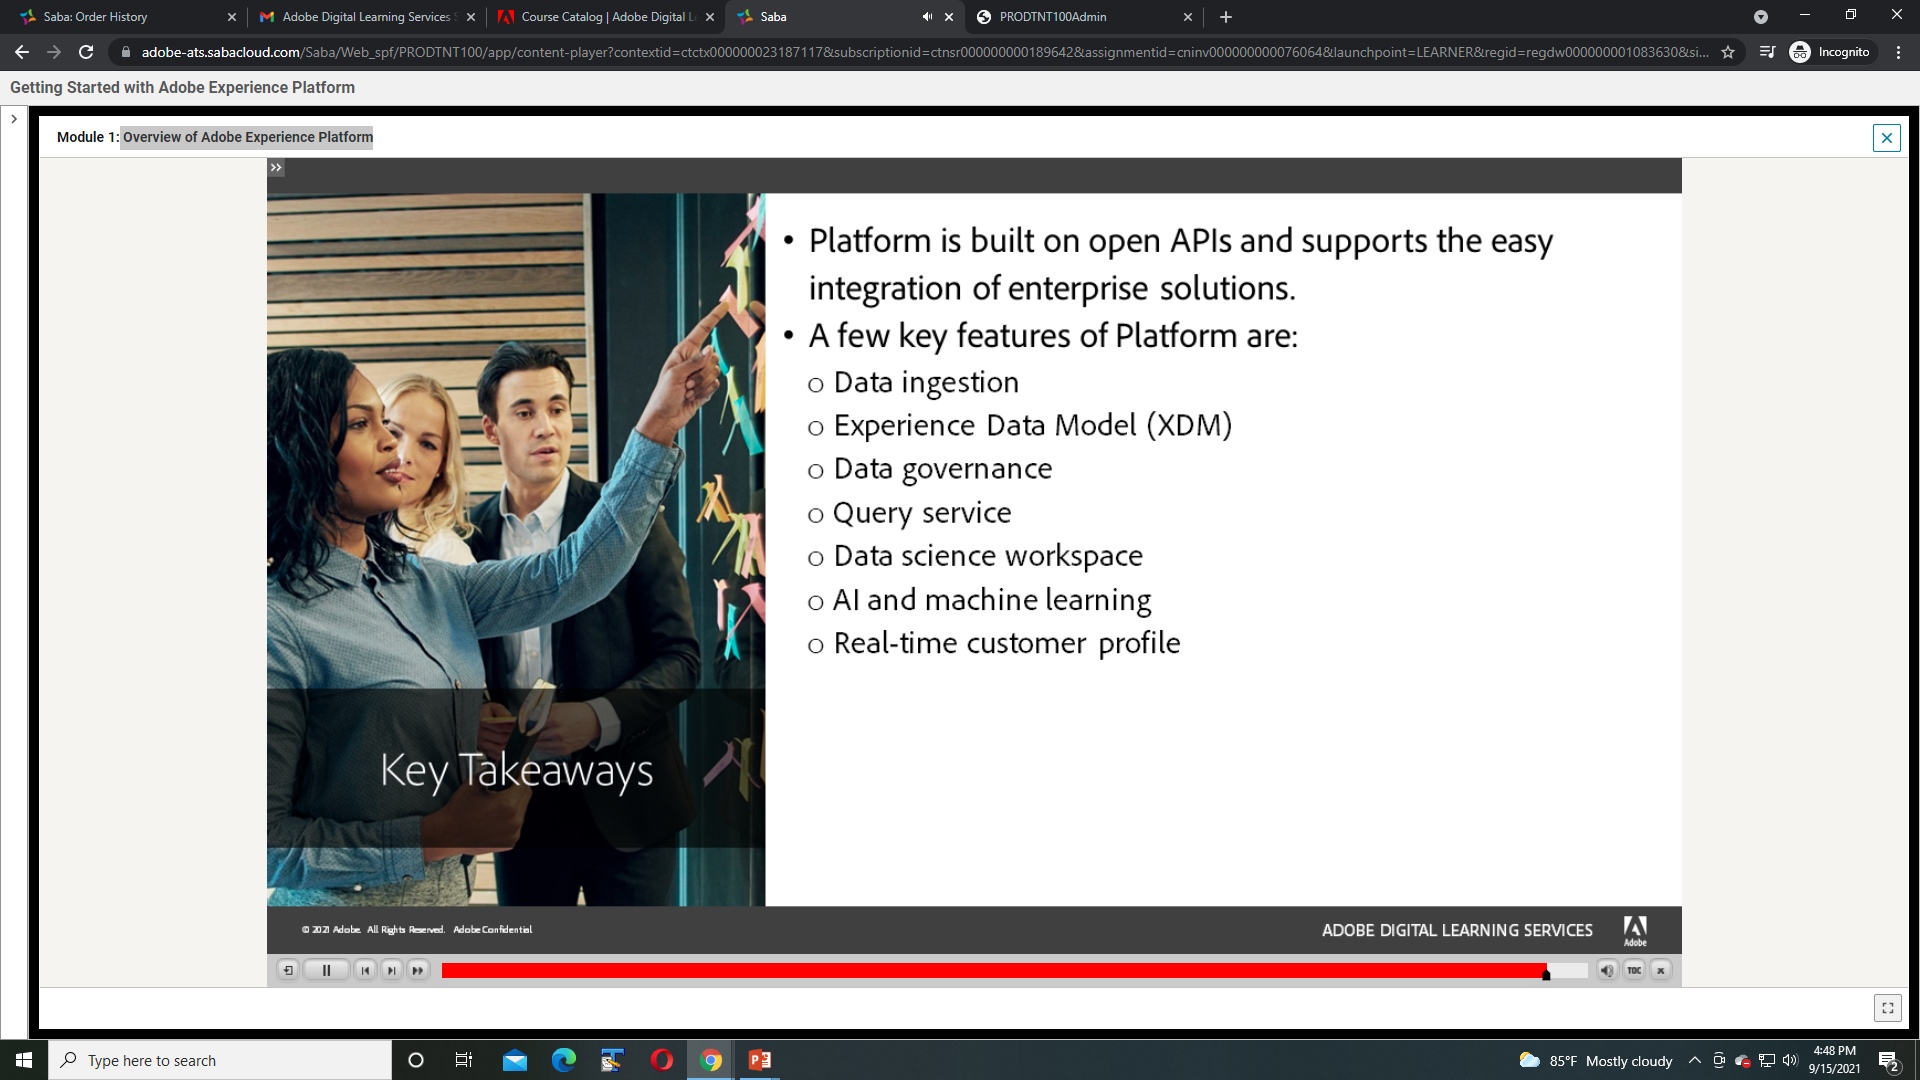 Saba: Order History
Adobe Digital Learning Services S
Course Catalog | Adobe Digital L
Saba
PRODTNT100Admin
adobe-ats.sabacloud.com/Saba/Web_spf/PRODTNT100/app/content-player?contextid=ctctx000000023187117&subscriptionid=ctnsr000000000189642&assignmentid=cninv000000000076064&launchpoint=LEARNER&regid=regdw000000001083630&si...
Incognito
Getting Started with Adobe Experience Platform
Module 1: Overview of Adobe Experience Platform
• Platform is built on open APIs and supports the easy
integration of enterprise solutions.
• A few key features of Platform are:
o Data ingestion
o Experience Data Model (XDM)
o Data governance
o Query service
o Data science workspace
o AI and machine learning
o Real-time customer profile
Key Takeaways
© 2021 Adobe. All Rights Reserved. Adobe Confidential
ADOBE DIGITAL LEARNING SERVICES
Adobe
TOC
Type here to search
85°F Mostly cloudy
4:48 PM
9/15/2021
2